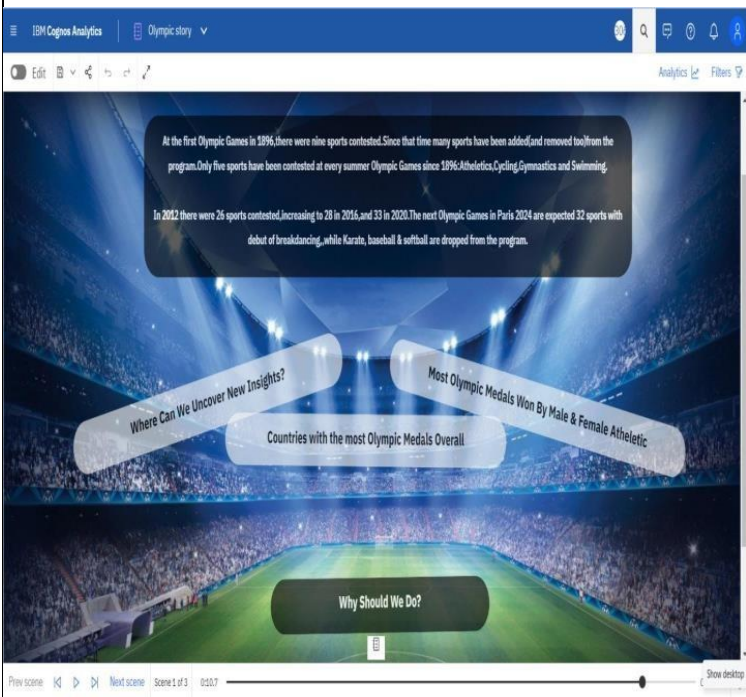 IBM Cognos Analytics
Olympic story
Edit
Analytics
Filters
At the first Olympic Games in 1896,there were nine sports contested.Since that time many sports have been added(and removed too)from the
program.Only five sports have been contested at every summer Olympic Games since 1896:Atheletics,Cycling,Gymnastics and Swimming.
In 2012 there were 26 sports contested,increasing to 28 in 2016,and 33 in 2020.The next Olympic Games in Paris 2024 are expected 32 sports with
debut of breakdancing,,while Karate, baseball & softball are dropped from the program.
Where Can We Uncover New Insights?
Most Olympic Medals Won By Male & Female Atheletic
Countries with the most Olympic Medals Overall
Why Should We Do?
Prev scene
Next scene
Scene 1 of 3
0:10.7
Show desktop